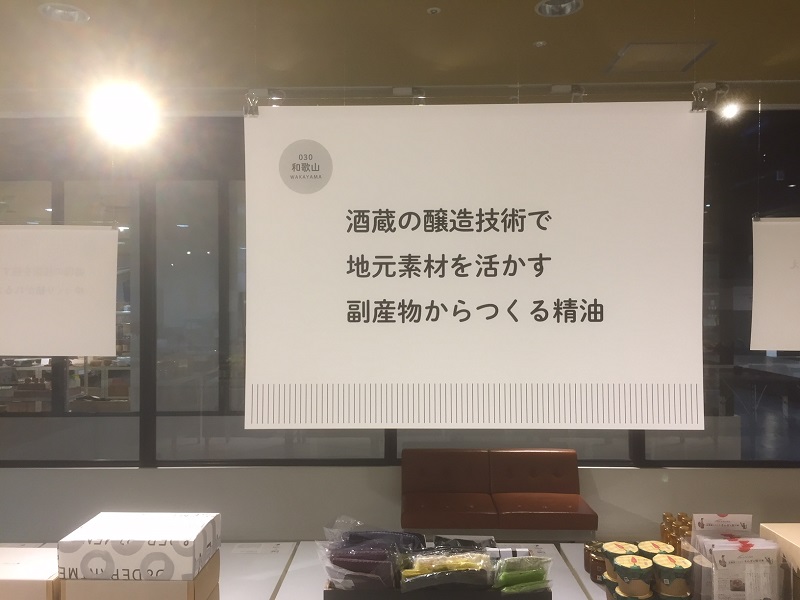 030
和歌山
WAKAYAMA
酒蔵の醸造技術で
地元素材を活かす
副産物からつくる精油
D&DEPARTME